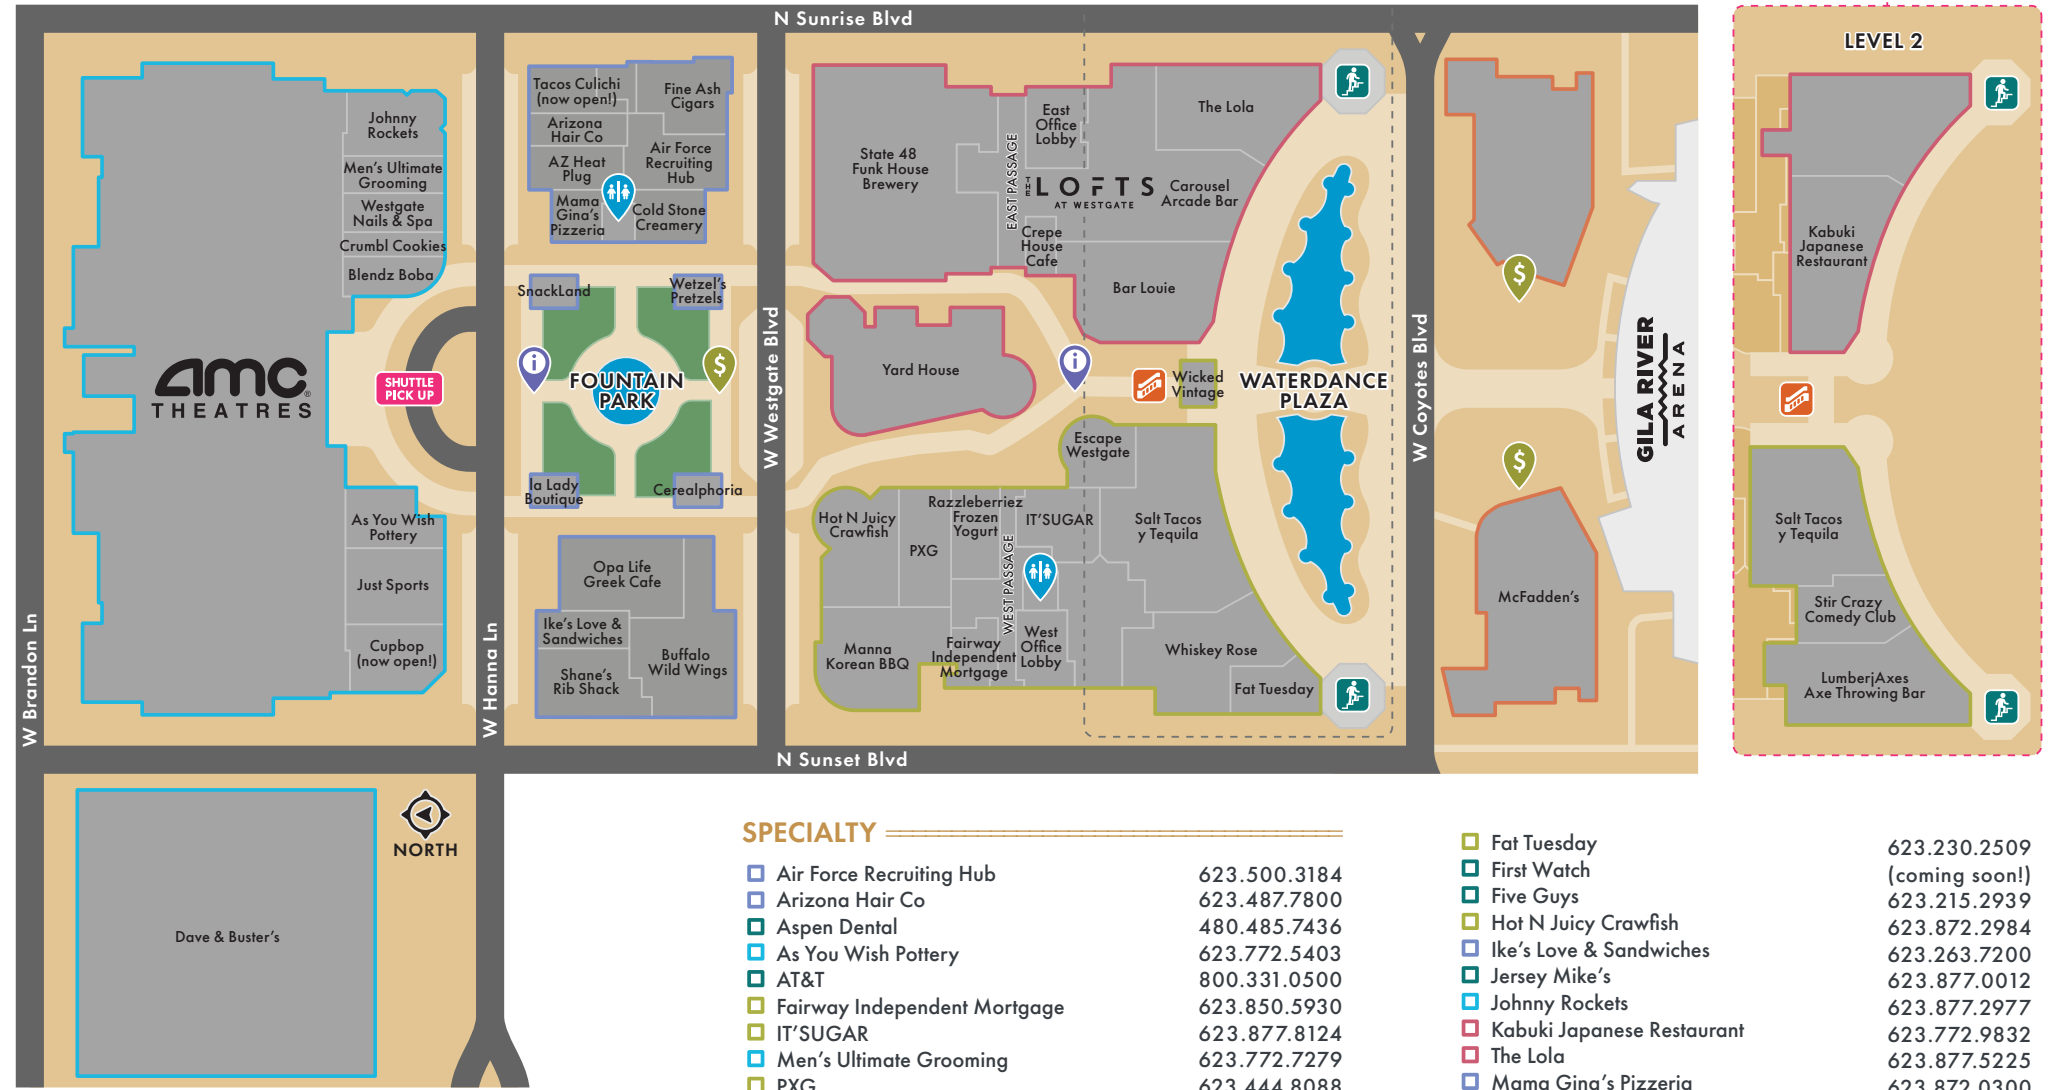 N Sunrise Blvd
LEVEL 2
Johnny
Rockets
Men's Ultimate
Grooming
Westgate
Nails & Spa
Crumbl Cookies
Blendz Boba
AMC
THEATRES
SHUTTLE
PICK UP
As You Wish
Pottery
Just Sports
Cupbop
(now open!)
W Brandon Ln
W Hanna Ln
Tacos Culichi
(now open!)
Fine Ash
Cigars
Arizona
Hair Co
AZ Heat
Plug
Air Force
Recruiting
Hub
Mama
Gina's
Pizzeria
Cold Stone
Creamery
SnackLand
Wetzel's
Pretzels
i
$
FOUNTAIN
PARK
la Lady
Boutique
Cerealphoria
Opa Life
Greek Cafe
Ike's Love &
Sandwiches
Shane's
Rib Shack
Buffalo
Wild Wings
W Westgate Blvd
State 48
Funk House
Brewery
EAST PASSAGE
East
Office
Lobby
The Lola
THE LOFTS
AT WESTGATE
Carousel
Arcade Bar
Crepe
House
Cafe
Bar Louie
Yard House
i
Wicked
Vintage
WATERDANCE
PLAZA
Escape
Westgate
Hot N Juicy
Crawfish
PXG
Razzleberriez
Frozen
Yogurt
WEST PASSAGE
IT'SUGAR
Salt Tacos
y Tequila
Manna
Korean BBQ
Fairway
Independent
Mortgage
West
Office
Lobby
Whiskey Rose
Fat Tuesday
W Coyotes Blvd
$
$
GILA RIVER
ARENA
McFadden's
Kabuki
Japanese
Restaurant
Salt Tacos
y Tequila
Stir Crazy
Comedy Club
LumberjAxes
Axe Throwing Bar
N Sunset Blvd
Dave & Buster's
NORTH
SPECIALTY
Air Force Recruiting Hub 623.500.3184
Arizona Hair Co 623.487.7800
Aspen Dental 480.485.7436
As You Wish Pottery 623.772.5403
AT&T 800.331.0500
Fairway Independent Mortgage 623.850.5930
IT'SUGAR 623.877.8124
Men's Ultimate Grooming 623.772.7279
PXG 623.444.8088
Fat Tuesday 623.230.2509
First Watch (coming soon!)
Five Guys 623.215.2939
Hot N Juicy Crawfish 623.872.2984
Ike's Love & Sandwiches 623.263.7200
Jersey Mike's 623.877.0012
Johnny Rockets 623.877.2977
Kabuki Japanese Restaurant 623.772.9832
The Lola 623.877.5225
Mama Gina's Pizzeria 623.872.0300